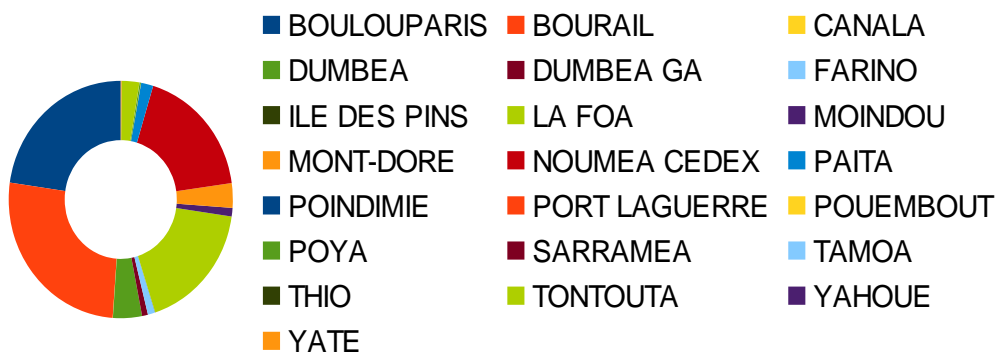 BOULOUPARIS BOURAIL CANALA
DUMBEA DUMBEA GA FARINO
ILE DES PINS LA FOA MOINDOU
MONT-DORE NOUMEA CEDEX PAITA
POINDIMIE PORT LAGUERRE POUEMBOUT
POYA SARRAMEA TAMOA
THIO TONTOUTA YAHOUE
YATE